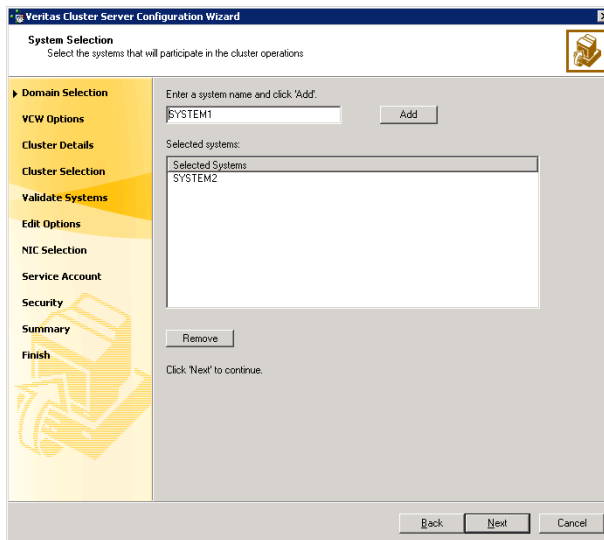 Veritas Cluster Server Configuration Wizard
System Selection
Select the systems that will participate in the cluster operations
Domain Selection
VCW Options
Cluster Details
Cluster Selection
Validate Systems
Edit Options
NIC Selection
Service Account
Security
Summary
Finish
Enter a system name and click 'Add'.
SYSTEM1
Add
Selected systems:
Selected Systems
SYSTEM2
Remove
Click 'Next' to continue.
Back
Next
Cancel